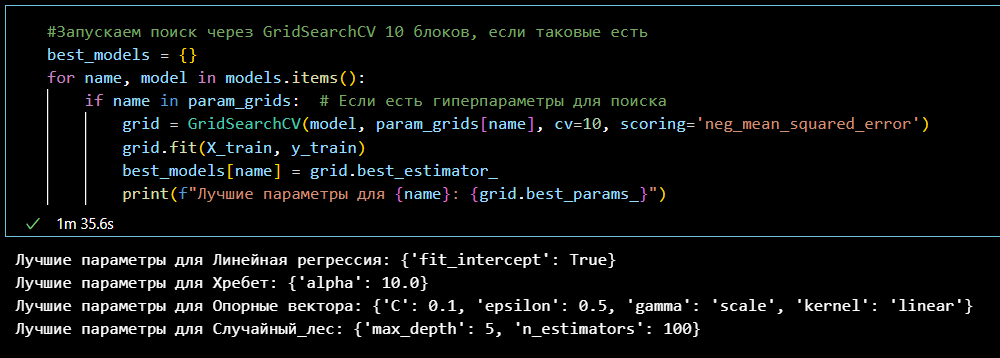 #Запускаем поиск через GridSearchCV 10 блоков, если таковые есть
best_models = {}
for name, model in models.items():
if name in param_grids:  # Если есть гиперпараметры для поиска
grid = GridSearchCV(model, param_grids[name], cv=10, scoring='neg_mean_squared_error')
grid.fit(X_train, y_train)
best_models[name] = grid.best_estimator_
print(f"Лучшие параметры для {name}: {grid.best_params_}")
1m 35.6s
Лучшие параметры для Линейная регрессия: {'fit_intercept': True}
Лучшие параметры для Хребет: {'alpha': 10.0}
Лучшие параметры для Опорные вектора: {'C': 0.1, 'epsilon': 0.5, 'gamma': 'scale', 'kernel': 'linear'}
Лучшие параметры для Случайный_лес: {'max_depth': 5, 'n_estimators': 100}